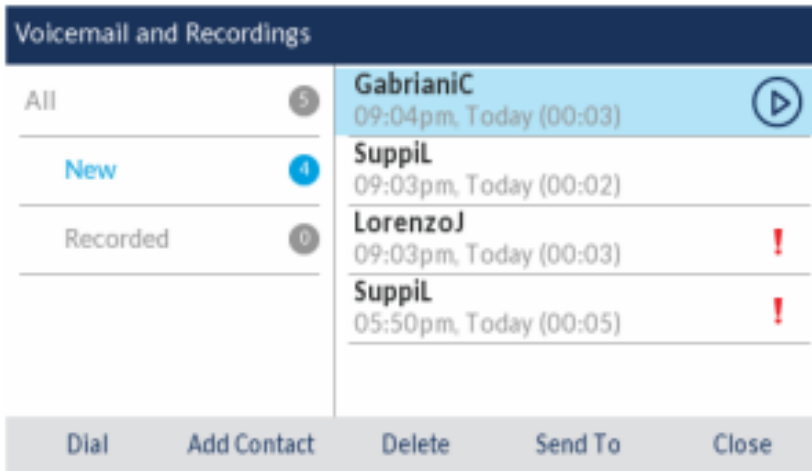 Voicemail and Recordings
All 5
New 4
Recorded 0
GabrianiC
09:04pm, Today (00:03)
SuppiL
09:03pm, Today (00:02)
LorenzoJ
09:03pm, Today (00:03)
!
SuppiL
05:50pm, Today (00:05)
!
Dial Add Contact Delete Send To Close